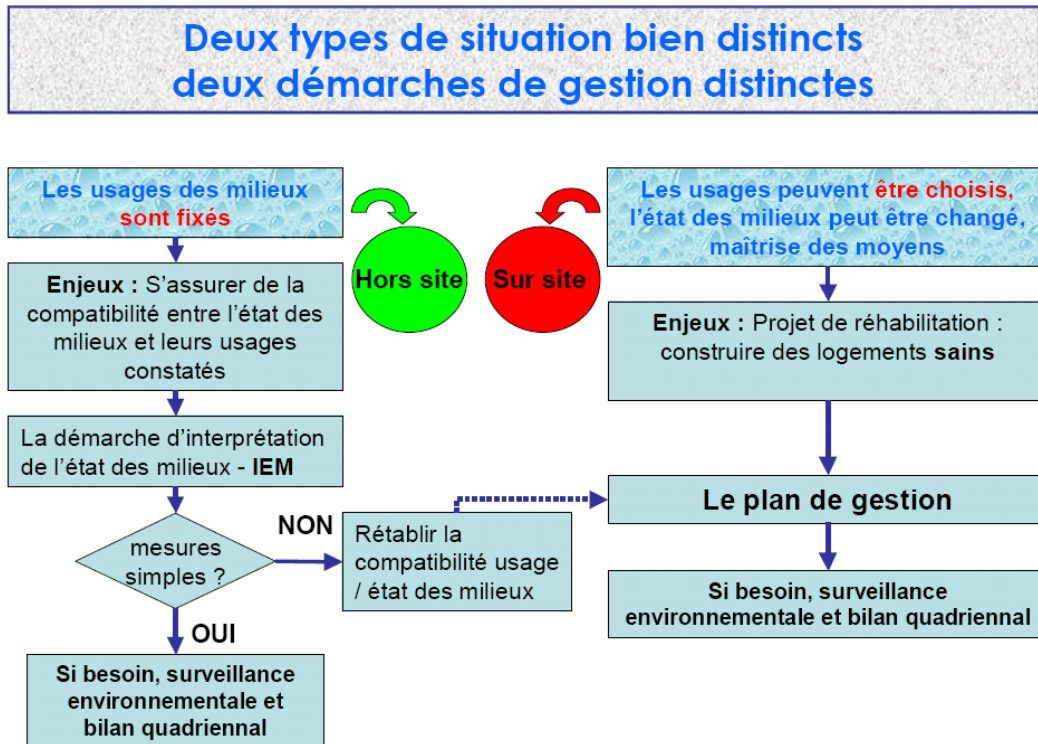 Deux types de situation bien distincts
deux démarches de gestion distinctes
Les usages des milieux
sont fixés
Enjeux : S’assurer de la
compatibilité entre l’état des
milieux et leurs usages
constatés
La démarche d’interprétation
de l’état des milieux - IEM
mesures
simples ?
NON
Rétablir la
compatibilité usage
/ état des milieux
OUI
Si besoin, surveillance
environnementale et
bilan quadriennal
Hors site
Sur site
Les usages peuvent être choisis,
l’état des milieux peut être changé,
maîtrise des moyens
Enjeux : Projet de réhabilitation :
construire des logements sains
Le plan de gestion
Si besoin, surveillance
environnementale et bilan quadriennal